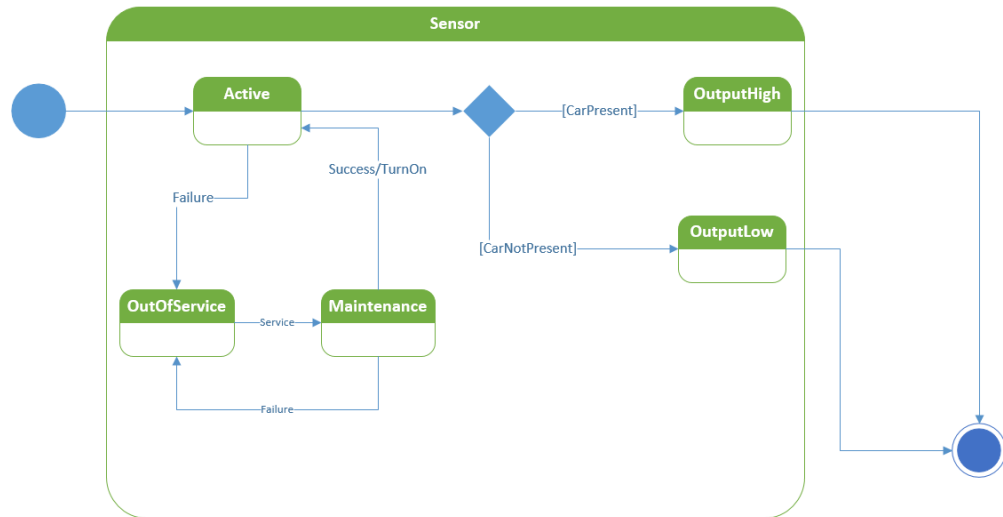 Sensor
Active
[CarPresent]
OutputHigh
Success/TurnOn
Failure
OutputLow
[CarNotPresent]
OutOfService
Service
Maintenance
Failure